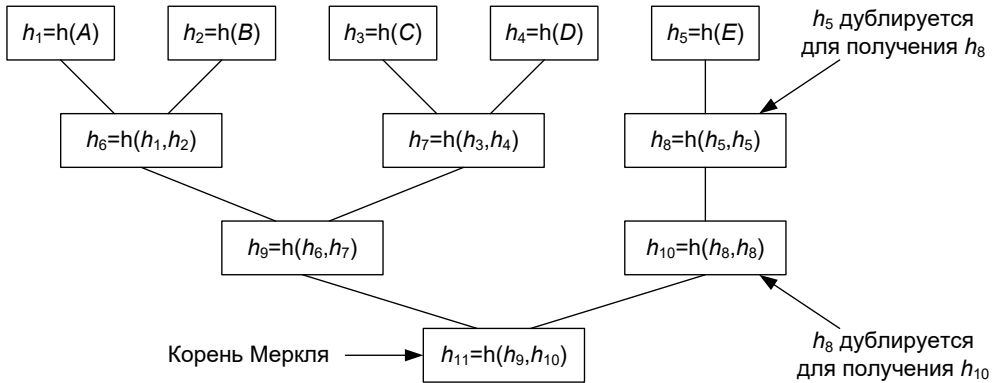 h₁=h(A)
h₂=h(B)
h₃=h(C)
h₄=h(D)
h₅=h(E)
h₅ дублируется
для получения h₈
h₆=h(h₁,h₂)
h₇=h(h₃,h₄)
h₈=h(h₅,h₅)
h₉=h(h₆,h₇)
h₁₀=h(h₈,h₈)
Корень Меркля
h₁₁=h(h₉,h₁₀)
h₈ дублируется
для получения h₁₀